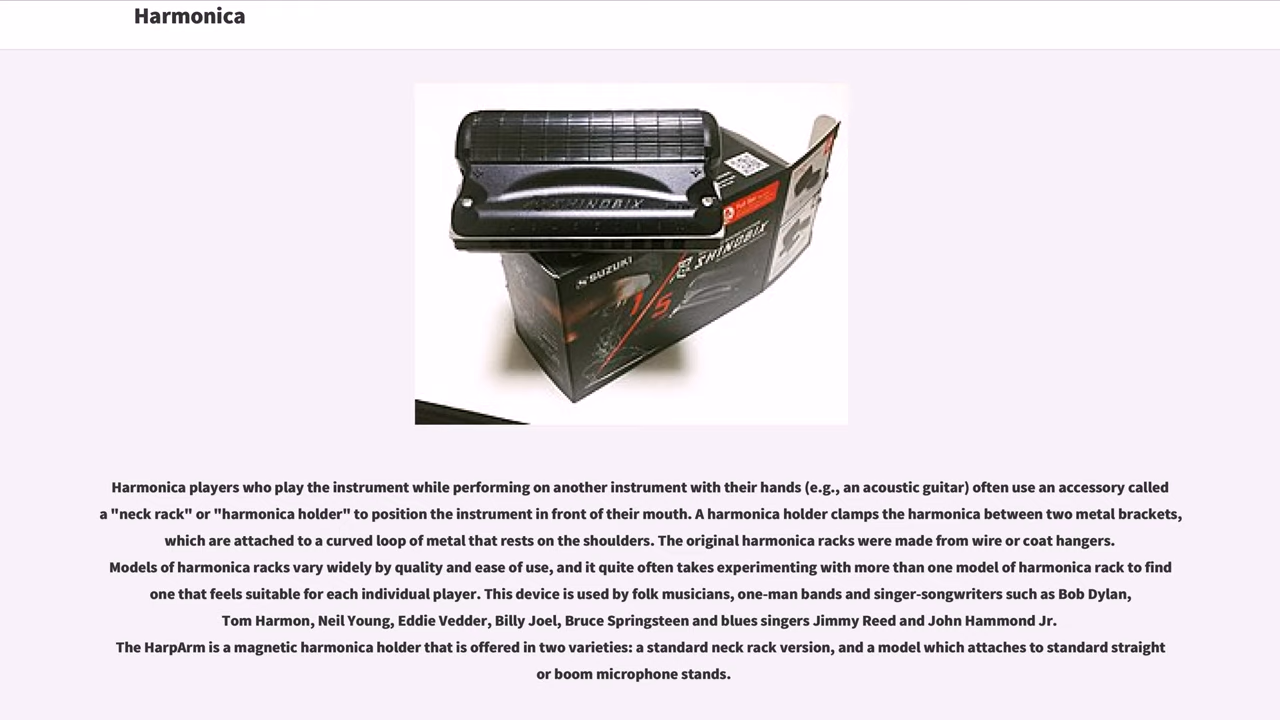 Harmonica
SHINOBIX
SUZUKI
SHINOBIX
1/5
Harmonica players who play the instrument while performing on another instrument with their hands (e.g., an acoustic guitar) often use an accessory called
a "neck rack" or "harmonica holder" to position the instrument in front of their mouth. A harmonica holder clamps the harmonica between two metal brackets,
which are attached to a curved loop of metal that rests on the shoulders. The original harmonica racks were made from wire or coat hangers.
Models of harmonica racks vary widely by quality and ease of use, and it quite often takes experimenting with more than one model of harmonica rack to find
one that feels suitable for each individual player. This device is used by folk musicians, one-man bands and singer-songwriters such as Bob Dylan,
Tom Harmon, Neil Young, Eddie Vedder, Billy Joel, Bruce Springsteen and blues singers Jimmy Reed and John Hammond Jr.
The HarpArm is a magnetic harmonica holder that is offered in two varieties: a standard neck rack version, and a model which attaches to standard straight
or boom microphone stands.